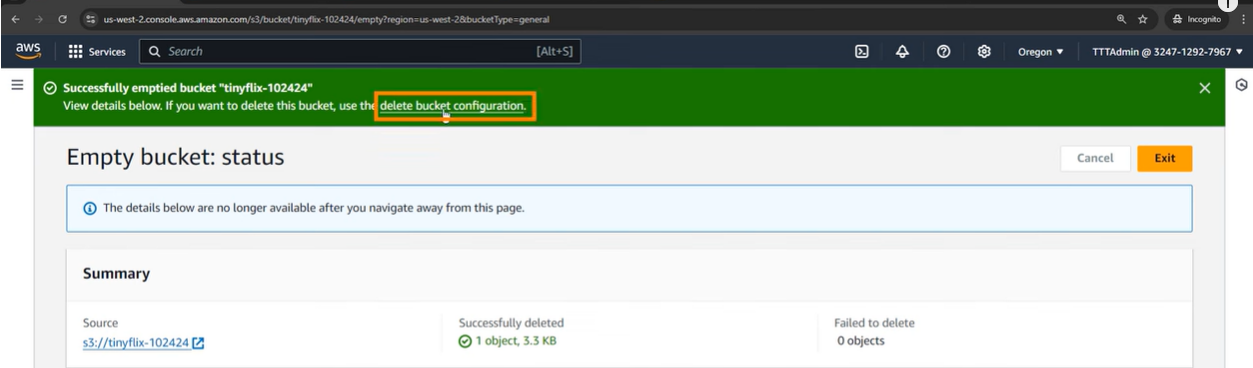 us-west-2.console.aws.amazon.com/s3/bucket/tinyflix-102424/empty?region=us-west-2&bucketType=general
Incognito
aws
Services
Search
[Alt+S]
Oregon
TTTAdmin @ 3247-1292-7967
Successfully emptied bucket "tinyflix-102424"
View details below. If you want to delete this bucket, use the delete bucket configuration.
Empty bucket: status
Cancel
Exit
The details below are no longer available after you navigate away from this page.
Summary
Source
Successfully deleted
Failed to delete
s3://tinyflix-102424
1 object, 3.3 KB
0 objects